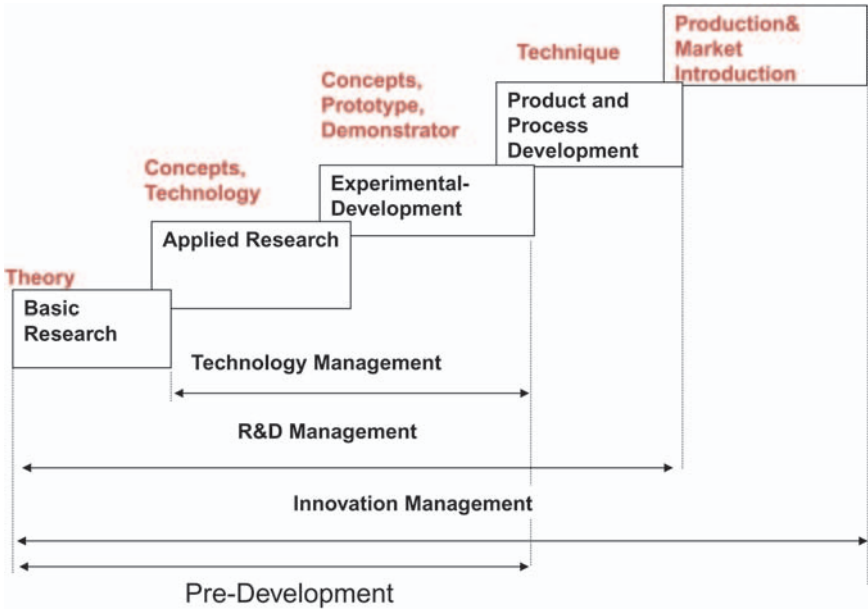 Production&
Market
Introduction
Technique
Concepts,
Prototype,
Demonstrator
Product and
Process
Development
Concepts,
Technology
Experimental-
Development
Applied Research
Theory
Basic
Research
Technology Management
R&D Management
Innovation Management
Pre-Development